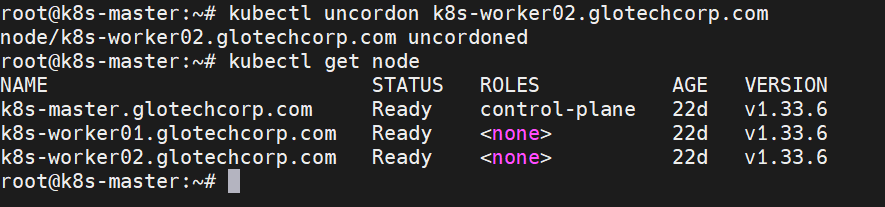 root@k8s-master:~# kubectl uncordon k8s-worker02.glotechcorp.com
node/k8s-worker02.glotechcorp.com uncordoned
root@k8s-master:~# kubectl get node
NAME                           STATUS   ROLES           AGE   VERSION
k8s-master.glotechcorp.com     Ready    control-plane   22d   v1.33.6
k8s-worker01.glotechcorp.com   Ready    <none>          22d   v1.33.6
k8s-worker02.glotechcorp.com   Ready    <none>          22d   v1.33.6
root@k8s-master:~#